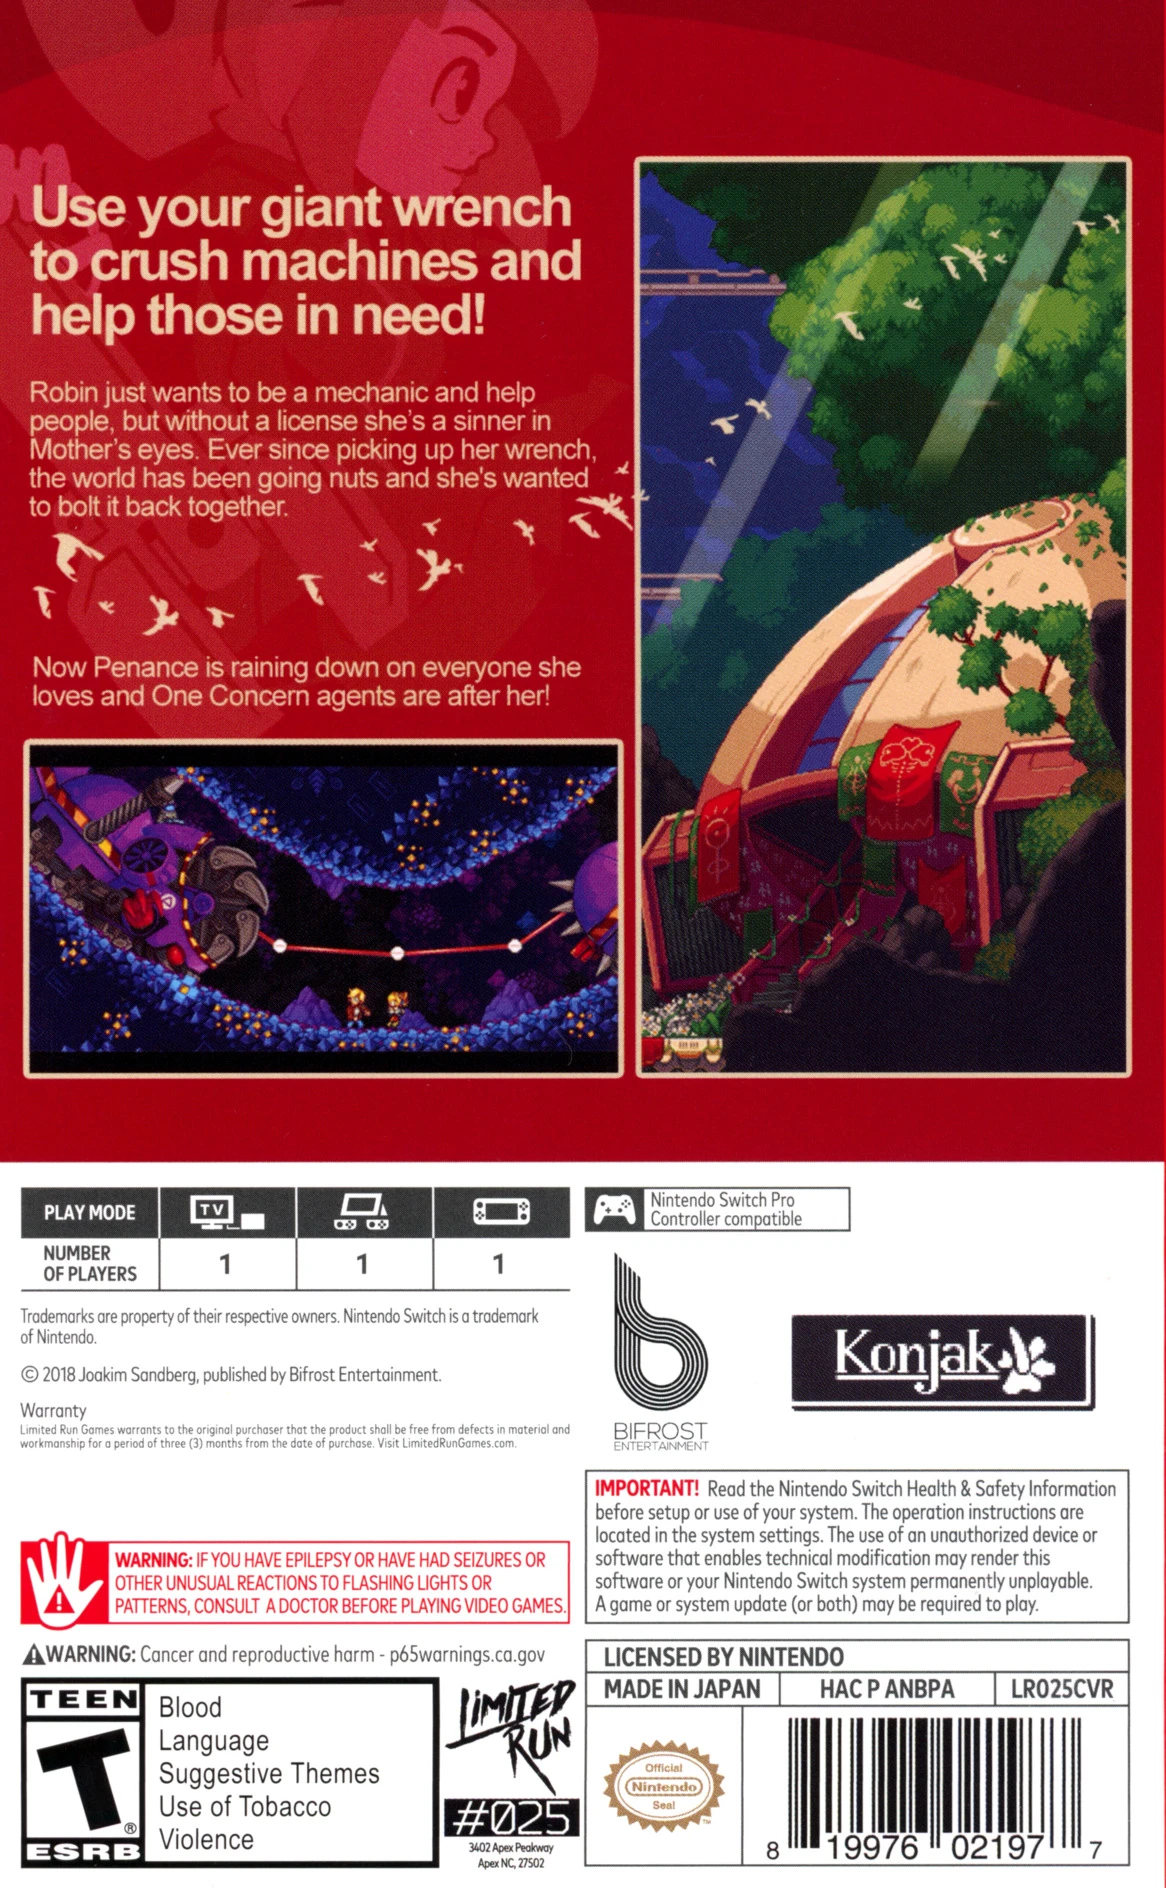 Use your giant wrench
to crush machines and
help those in need!
Robin just wants to be a mechanic and help
people, but without a license she's a sinner in
Mother's eyes. Ever since picking up her wrench,
the world has been going nuts and she's wanted
to bolt it back together.
Now Penance is raining down on everyone she
loves and One Concern agents are after her!
PLAY MODE
TV
NUMBER
OF PLAYERS
1
1
1
Nintendo Switch Pro
Controller compatible
Trademarks are property of their respective owners. Nintendo Switch is a trademark
of Nintendo.
© 2018 Joakim Sandberg, published by Bifrost Entertainment.
Warranty
Limited Run Games warrants to the original purchaser that the product shall be free from defects in material and
workmanship for a period of three (3) months from the date of purchase. Visit LimitedRunGames.com.
BIFROST
ENTERTAINMENT
Konjak
WARNING: IF YOU HAVE EPILEPSY OR HAVE HAD SEIZURES OR
OTHER UNUSUAL REACTIONS TO FLASHING LIGHTS OR
PATTERNS, CONSULT A DOCTOR BEFORE PLAYING VIDEO GAMES.
IMPORTANT! Read the Nintendo Switch Health & Safety Information
before setup or use of your system. The operation instructions are
located in the system settings. The use of an unauthorized device or
software that enables technical modification may render this
software or your Nintendo Switch system permanently unplayable.
A game or system update (or both) may be required to play.
WARNING: Cancer and reproductive harm - p65warnings.ca.gov
TEEN
T
®
ESRB
Blood
Language
Suggestive Themes
Use of Tobacco
Violence
LIMITED
RUN
#025
3402 Apex Peakway
Apex NC, 27502
LICENSED BY NINTENDO
MADE IN JAPAN
HAC P ANBPA
LR025CVR
Official
Nintendo
Seal
TM
8 19976 02197 7